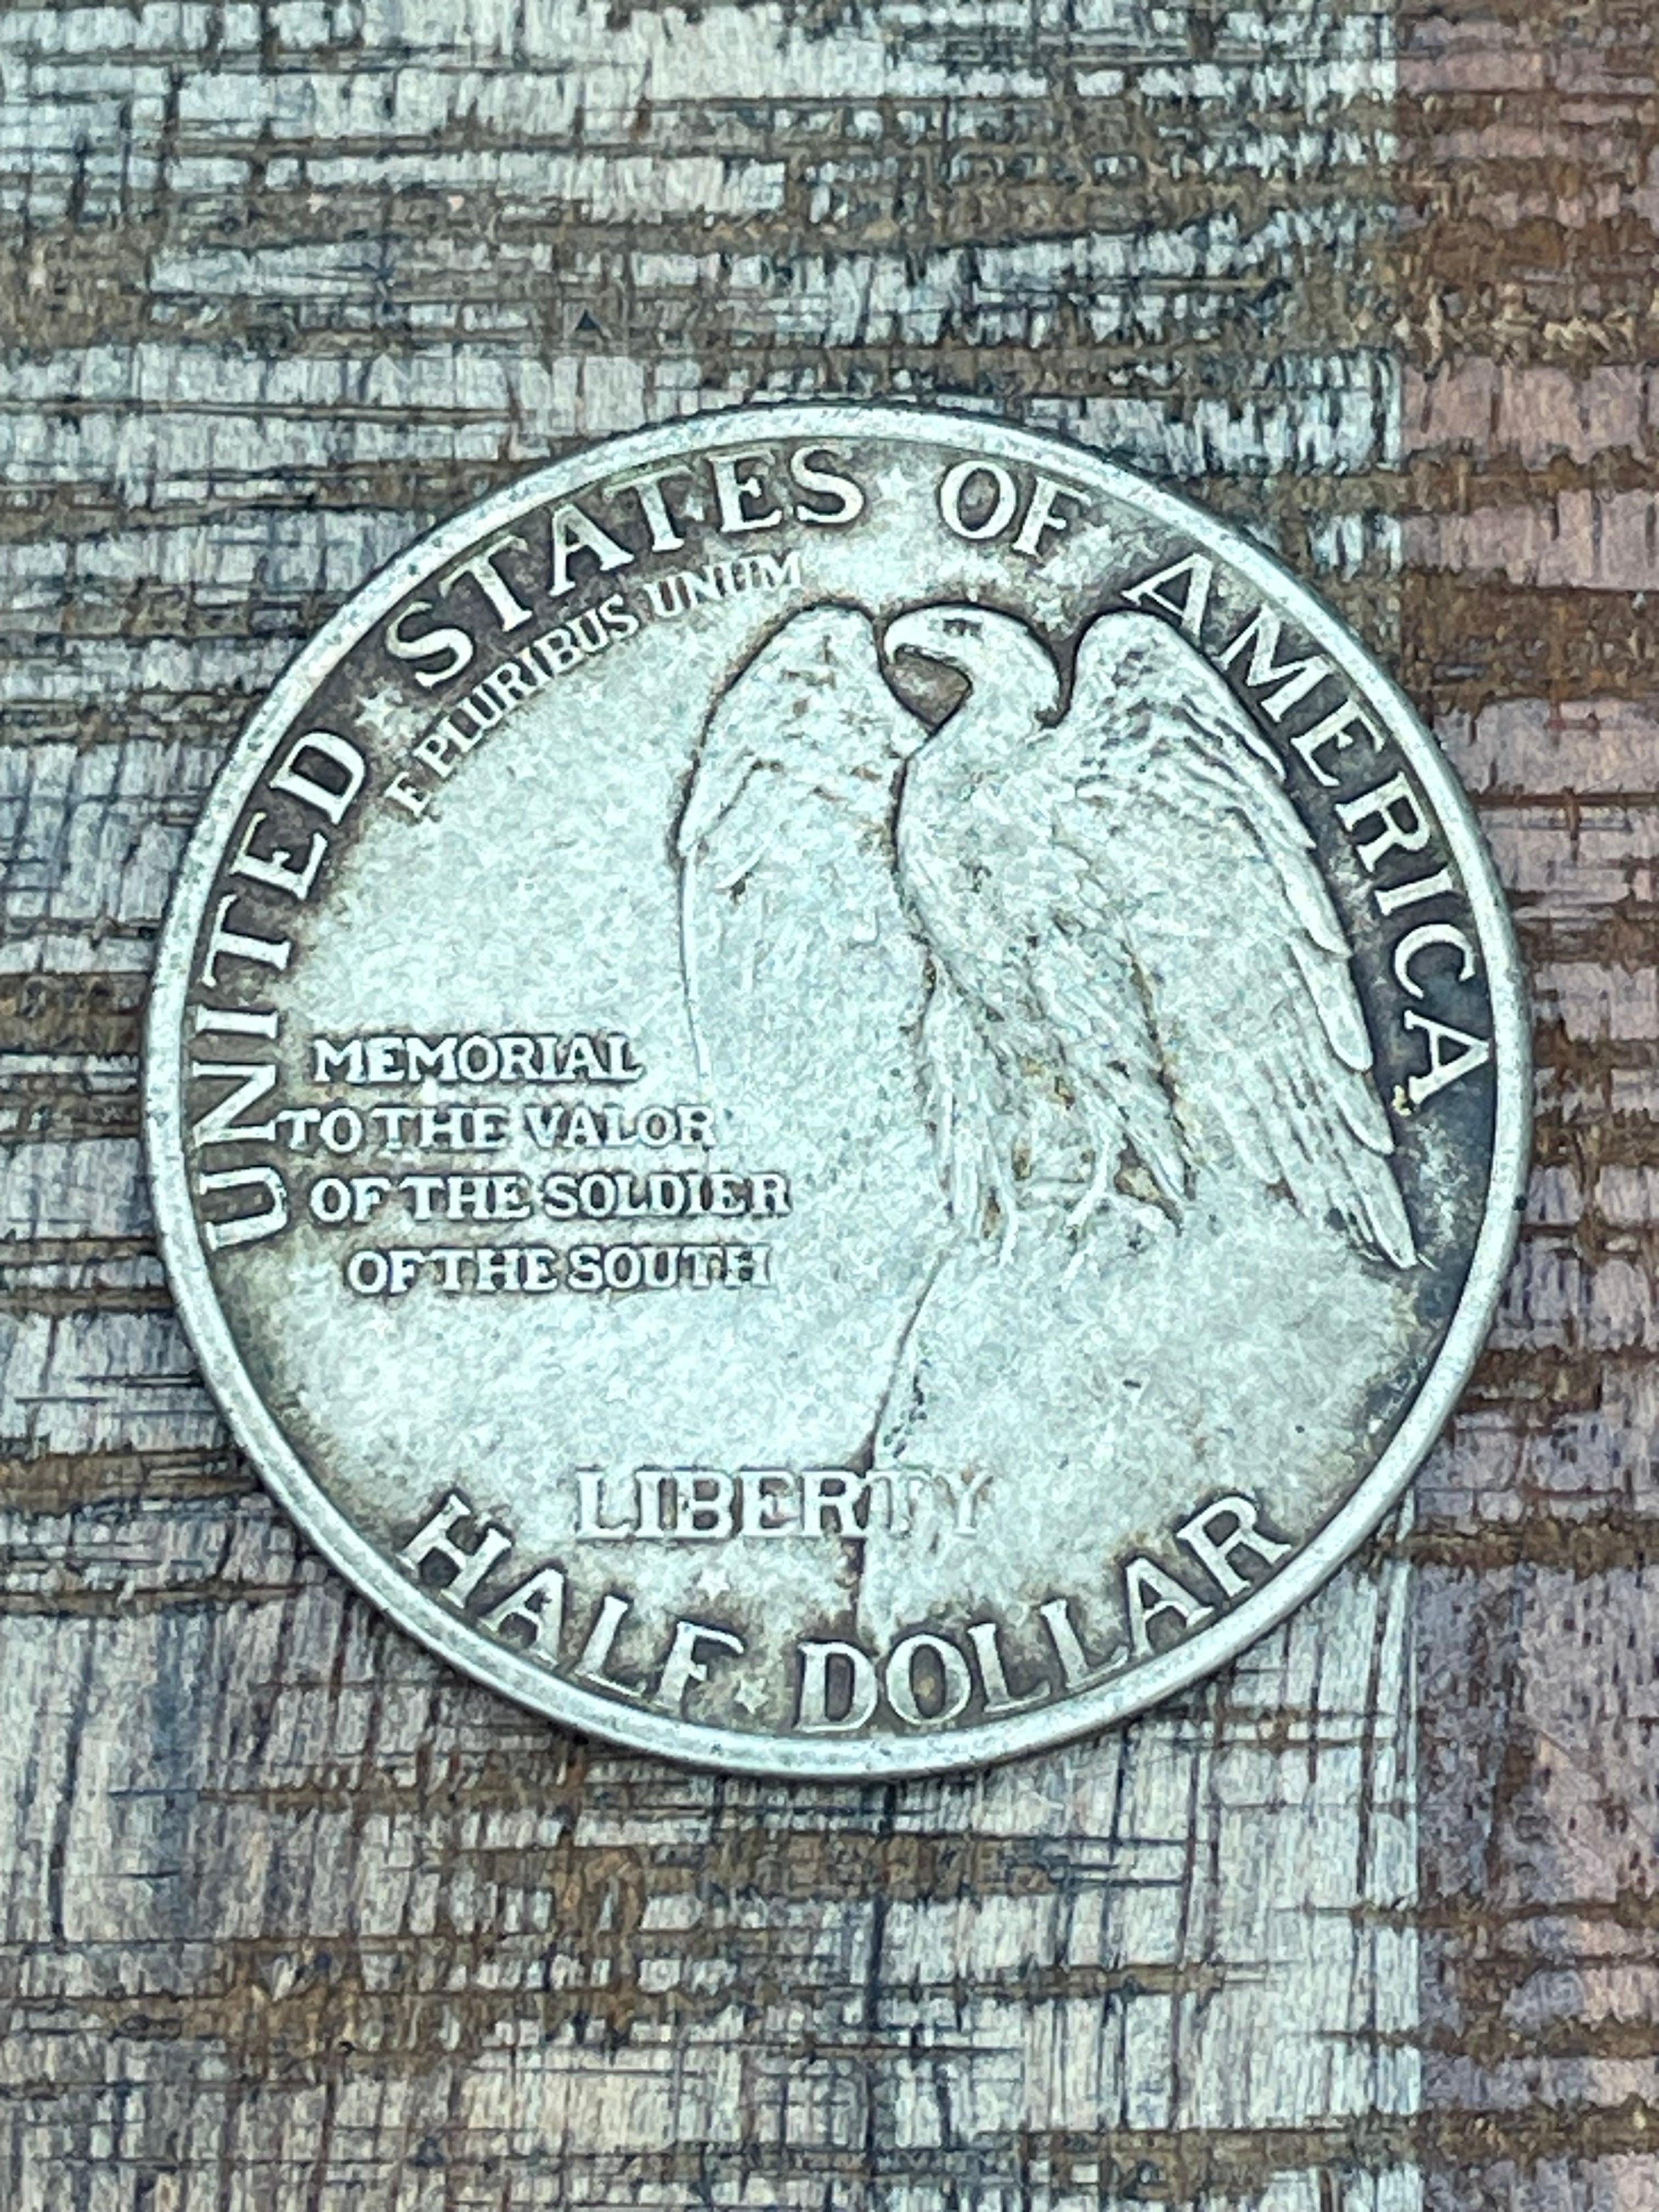 UNITED STATES OF AMERICA
E PLURIBUS UNUM
MEMORIAL
TO THE VALOR
OF THE SOLDIER
OF THE SOUTH
LIBERTY
HALF DOLLAR